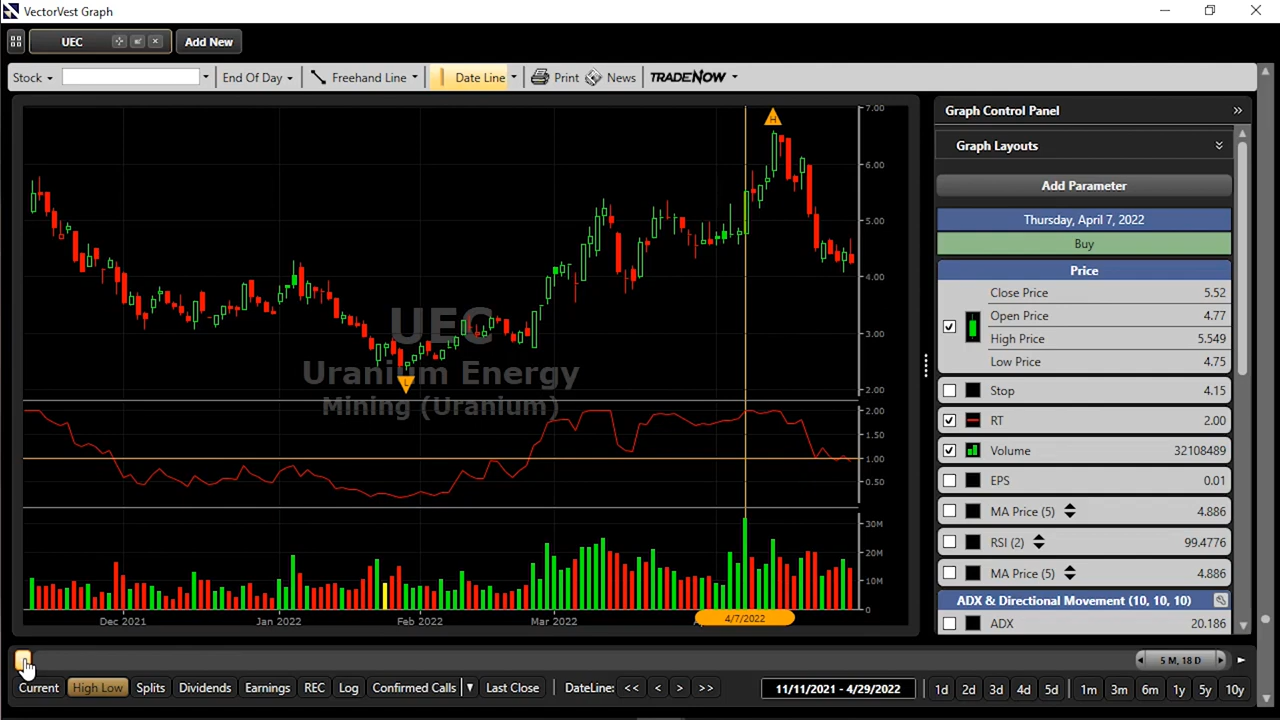 VectorVest Graph
UEC
Add New
Stock
End Of Day
Freehand Line
Date Line
Print
News
TRADENOW
7.00
6.00
5.00
4.00
3.00
2.00
H
UEC
Uranium Energy
Mining (Uranium)
2.00
1.50
1.00
0.50
30M
20M
10M
0
Dec 2021
Jan 2022
Feb 2022
Mar 2022
4/7/2022
Graph Control Panel
Graph Layouts
Add Parameter
Thursday, April 7, 2022
Buy
Price
Close Price 5.52
Open Price 4.77
High Price 5.549
Low Price 4.75
Stop 4.15
RT 2.00
Volume 32108489
EPS 0.01
MA Price (5) 4.886
RSI (2) 99.4776
MA Price (5) 4.886
ADX & Directional Movement (10, 10, 10)
ADX 20.186
5 M, 18 D
Current
High Low
Splits
Dividends
Earnings
REC
Log
Confirmed Calls
Last Close
DateLine:
<<
<
>
>>
11/11/2021 - 4/29/2022
1d
2d
3d
4d
5d
1m
3m
6m
1y
5y
10y